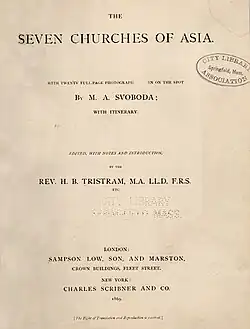 THE
SEVEN CHURCHES OF ASIA.
WITH TWENTY FULL-PAGE PHOTOGRAPHS ON THE SPOT
BY M. A. SVOBODA;
WITH ITINERARY.
CITY LIBRARY
Springfield, Mass.
ASSOCIATION
EDITED, WITH NOTES AND INTRODUCTION,
BY THE
REV. H. B. TRISTRAM, M.A. LL.D. F.R.S.
ETC.
CITY LIBRARY
MASS.
LONDON:
SAMPSON LOW, SON, AND MARSTON,
CROWN BUILDINGS, FLEET STREET.
NEW YORK:
CHARLES SCRIBNER AND CO.
1869.
[The Right of Translation and Reproduction is reserved.]